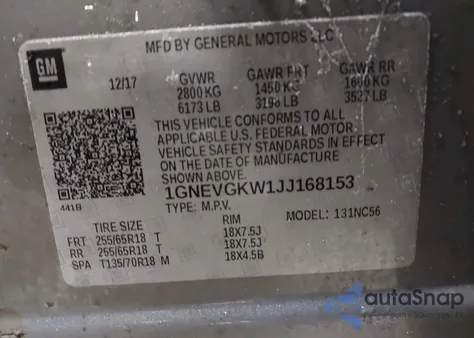 GM
MFD BY GENERAL MOTORS LLC
12/17
GVWR GAWR FRT GAWR RR
2800 KG 1450 KG 1600 KG
6173 LB 3196 LB 3527 LB
THIS VEHICLE CONFORMS TO ALL
APPLICABLE U.S. FEDERAL MOTOR
VEHICLE SAFETY STANDARDS IN EFFECT
ON THE DATE OF MANUFACTURE
SHOWN ABOVE.
441B
1GNEVGKW1JJ168153
TYPE: M.P.V. MODEL: 131NC56
TIRE SIZE RIM
FRT 255/65R18 T 18X7.5J
RR 255/65R18 T 18X7.5J
SPA T135/70R18 M 18X4.5B
autoSnap